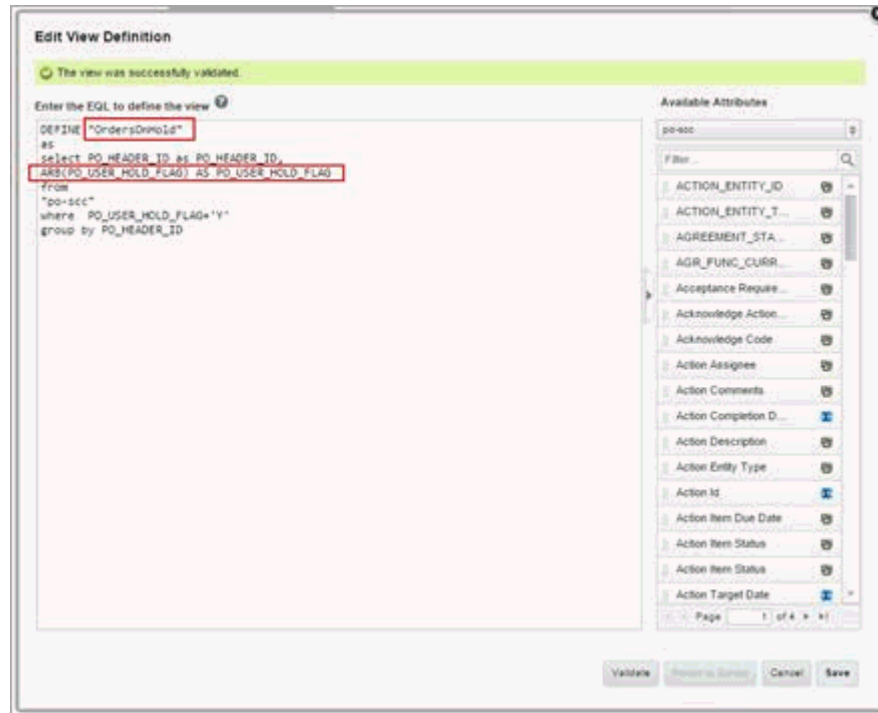 Edit View Definition
The view was successfully validated.
Enter the EQL to define the view
DEFINE "OrdersOnHold"
as
select PO_HEADER_ID as PO_HEADER_ID,
ARB(PO_USER_HOLD_FLAG) AS PO_USER_HOLD_FLAG
from
"po-scc"
where PO_USER_HOLD_FLAG='Y'
group by PO_HEADER_ID
Available Attributes
po-scc
Filter...
ACTION_ENTITY_ID
ACTION_ENTITY_T...
AGREEMENT_STA...
AGR_FUNC_CURR...
Acceptance Require...
Acknowledge Action...
Acknowledge Code
Action Assignee
Action Comments
Action Completion D...
Action Description
Action Entity Type
Action Id
Action Item Due Date
Action Item Status
Action Item Status
Action Target Date
Page 1 of 4
Validate Cancel Save